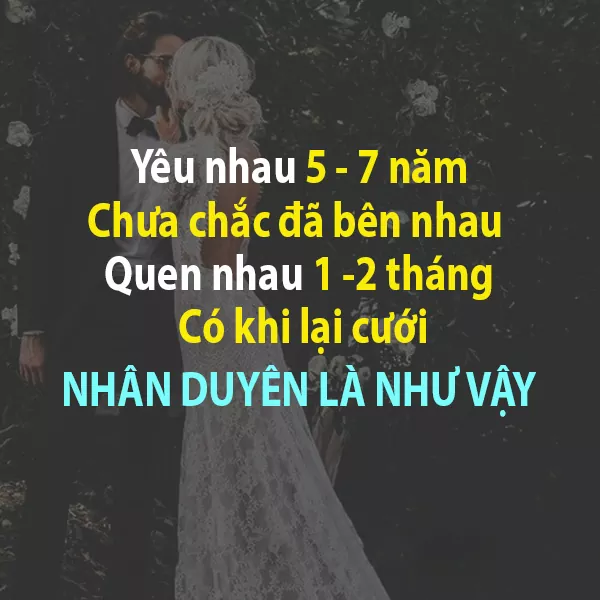 Yêu nhau 5 - 7 năm
Chưa chắc đã bên nhau
Quen nhau 1 -2 tháng
Có khi lại cưới
NHÂN DUYÊN LÀ NHƯ VẬY